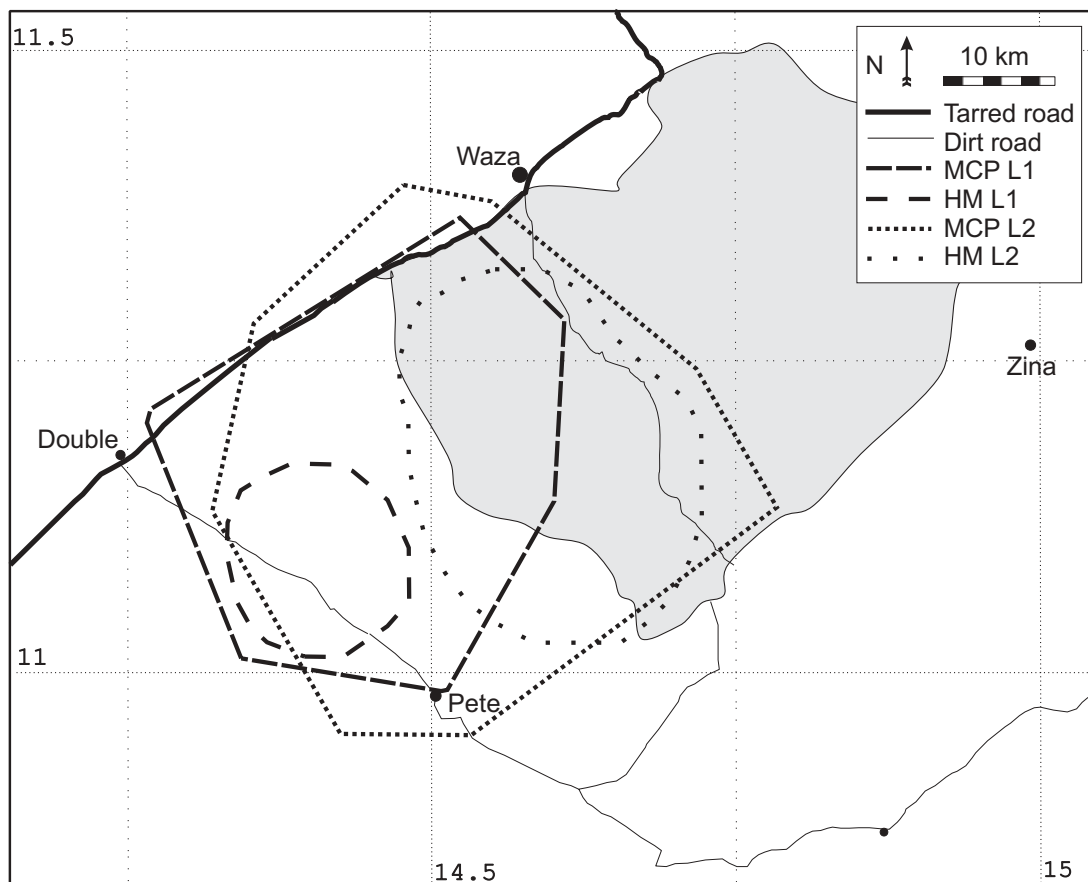 11.5
N
10 km
Tarred road
Dirt road
MCP L1
HM L1
MCP L2
HM L2
Waza
Zina
Double
11
Pete
14.5
15